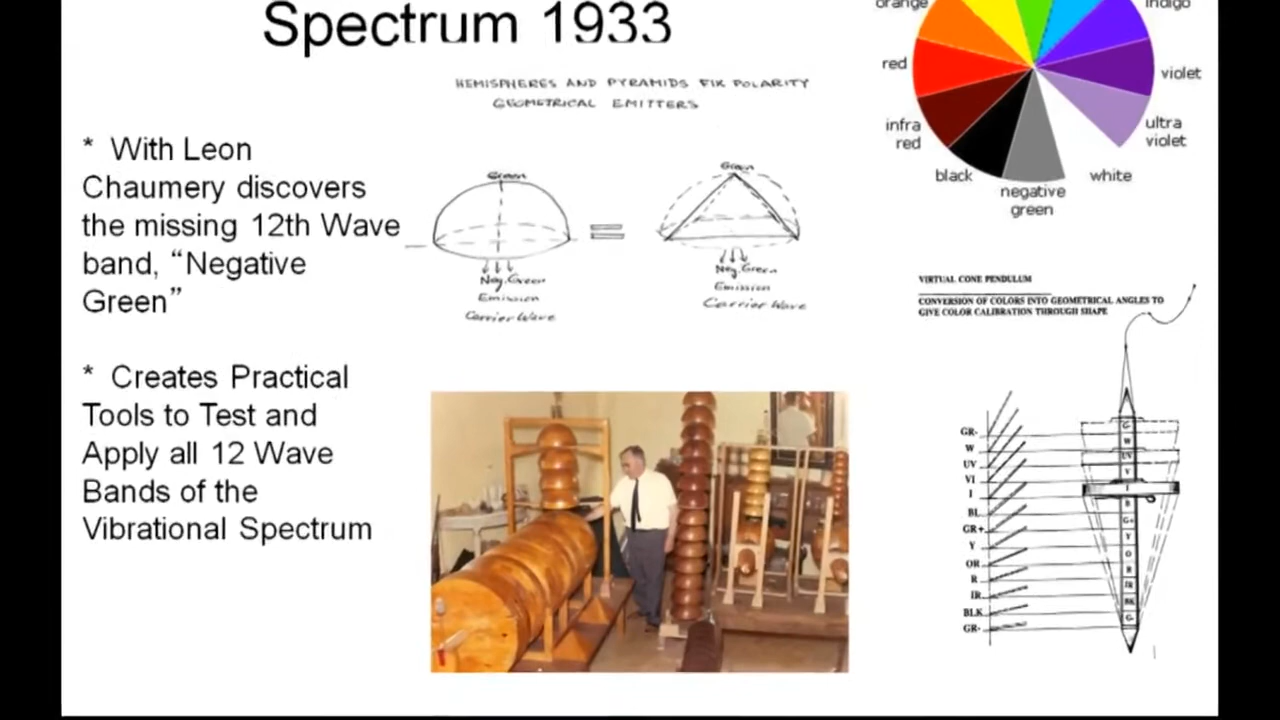 Spectrum 1933
orange
indigo
red
violet
infra
red
ultra
violet
black
white
negative
green
HEMISPHERES AND PYRAMIDS FIX POLARITY
GEOMETRICAL EMITTERS
* With Leon
Chaumery discovers
the missing 12th Wave
band, “Negative
Green”
Green
Neg. Green
Emission
Carrier Wave
Green
Neg. Green
Emission
Carrier Wave
* Creates Practical
Tools to Test and
Apply all 12 Wave
Bands of the
Vibrational Spectrum
VIRTUAL CONE PENDULUM
CONVERSION OF COLORS INTO GEOMETRICAL ANGLES TO
GIVE COLOR CALIBRATION THROUGH SHAPE
GR-
W
UV
VI
I
BL
GR+
Y
OR
R
IR
BLK
GR-
G-
W
UV
V
I
B
G+
Y
O
R
IR
BK
G-